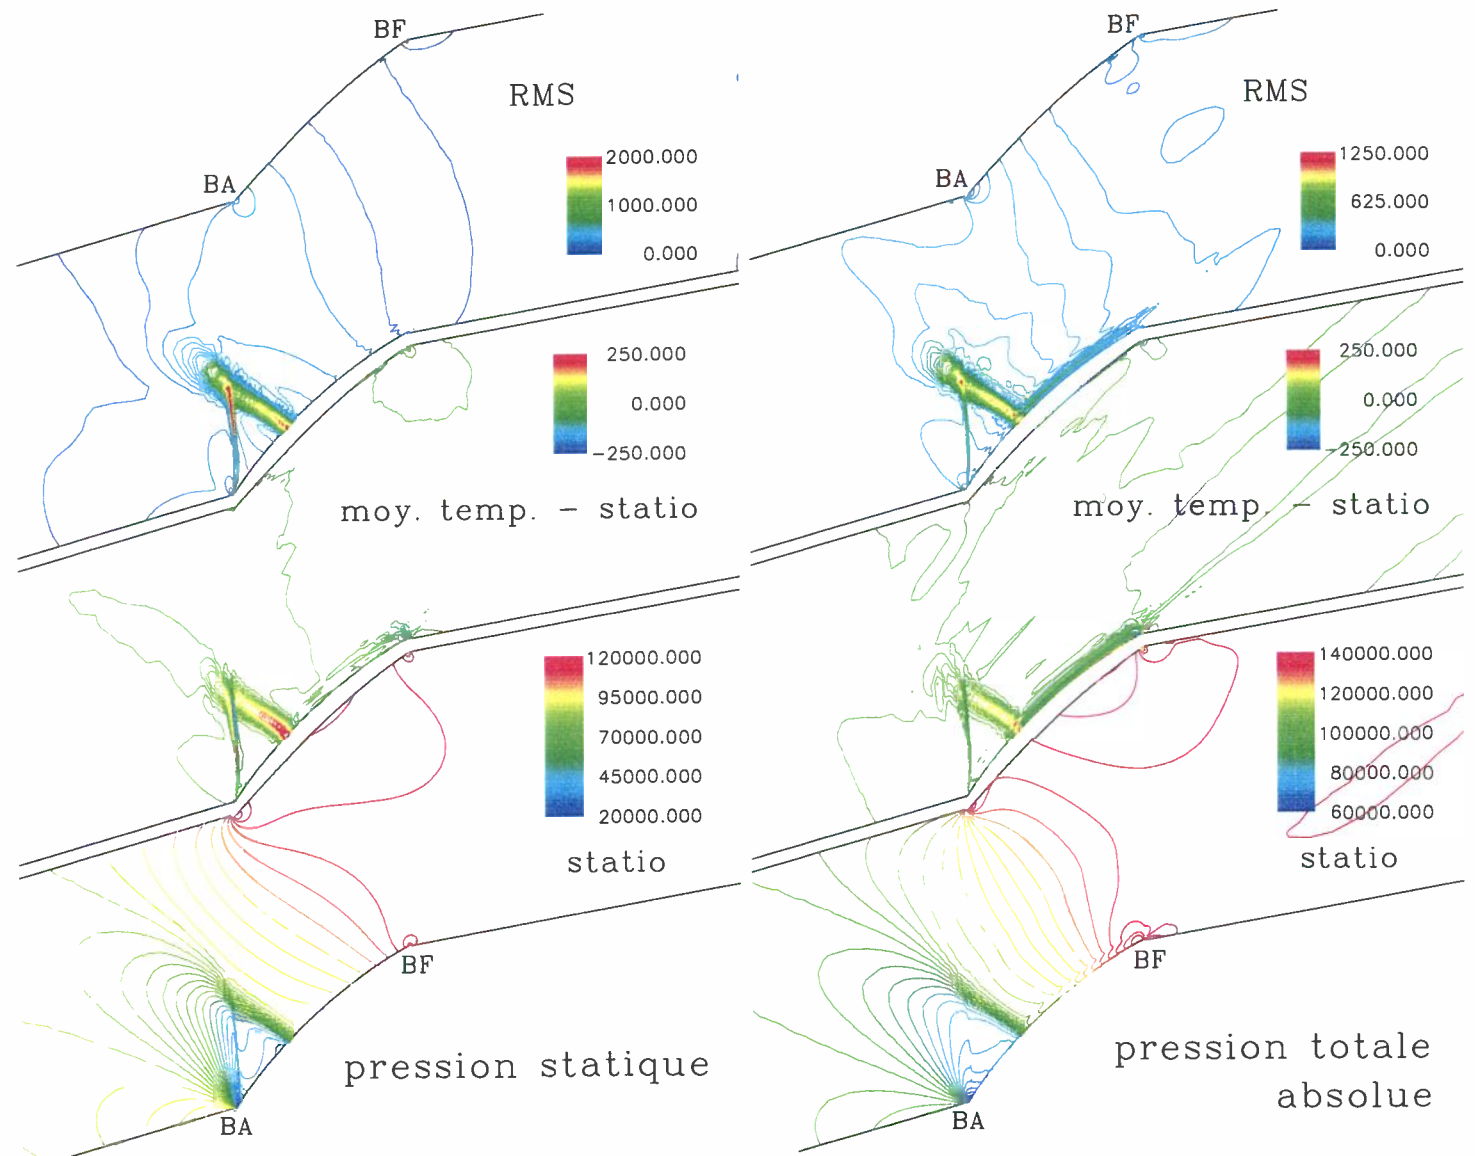 BF
RMS
2000.000
BA
1000.000
0.000
250.000
0.000
−250.000
moy. temp. − statio
120000.000
95000.000
70000.000
45000.000
20000.000
statio
BF
pression statique
BA
BF
RMS
1250.000
BA
625.000
0.000
250.000
0.000
−250.000
moy. temp. − statio
140000.000
120000.000
100000.000
80000.000
60000.000
statio
BF
pression totale
absolue
BA